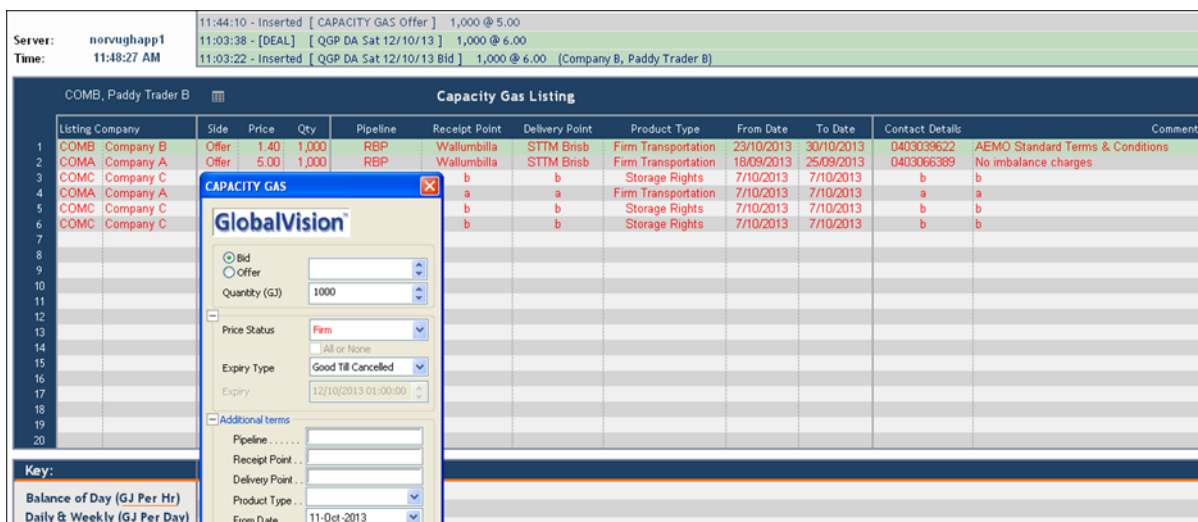 11:44:10 - Inserted [ CAPACITY GAS Offer ] 1,000 @ 5.00
Server: norvughapp1 11:03:38 - [DEAL] [ QGP DA Sat 12/10/13 ] 1,000 @ 6.00
Time: 11:48:27 AM 11:03:22 - Inserted [ QGP DA Sat 12/10/13 Bid ] 1,000 @ 6.00 (Company B, Paddy Trader B)
COMB, Paddy Trader B Capacity Gas Listing
Listing Company Side Price Qty Pipeline Receipt Point Delivery Point Product Type From Date To Date Contact Details Comment
1 COMB Company B Offer 1.40 1,000 RBP Wallumbilla STTM Brisb Firm Transportation 23/10/2013 30/10/2013 0403039622 AEMO Standard Terms & Conditions
2 COMA Company A Offer 5.00 1,000 RBP Wallumbilla STTM Brisb Firm Transportation 18/09/2013 25/09/2013 0403066389 No imbalance charges
3 COMC Company C b b Storage Rights 7/10/2013 7/10/2013 b b
4 COMA Company A a a Firm Transportation 7/10/2013 7/10/2013 a a
5 COMC Company C b b Storage Rights 7/10/2013 7/10/2013 b b
6 COMC Company C b b Storage Rights 7/10/2013 7/10/2013 b b
7
8
9
10
11
12
13
14
15
16
17
18
19
20
CAPACITY GAS
GlobalVision
Bid
Offer
Quantity (GJ) 1000
Price Status Firm
All or None
Expiry Type Good Till Cancelled
Expiry 12/10/2013 01:00:00
Additional terms
Pipeline . . . . . .
Receipt Point . .
Delivery Point . .
Product Type . .
From Date 11-Oct-2013
Key:
Balance of Day (GJ Per Hr)
Daily & Weekly (GJ Per Day)